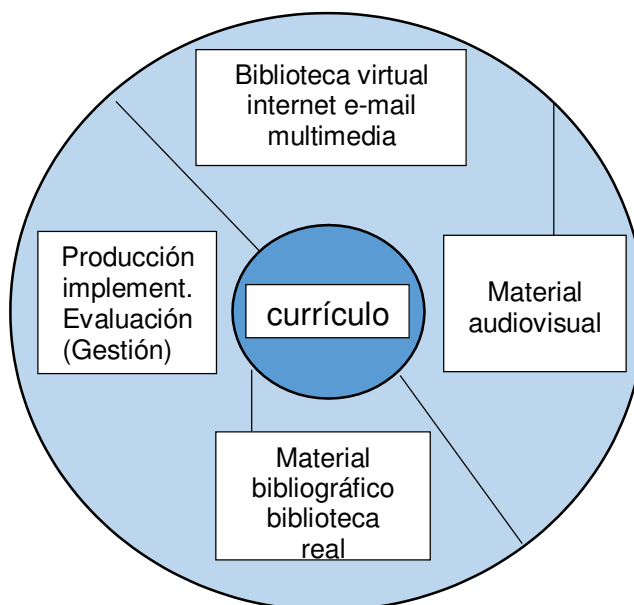 Biblioteca virtual
internet e-mail
multimedia
Producción
implement.
Evaluación
(Gestión)
currículo
Material
audiovisual
Material
bibliográfico
biblioteca
real